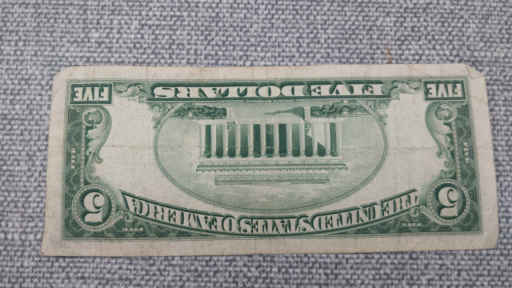 THE UNITED STATES OF AMERICA
5 5
FIVE FIVE DOLLARS FIVE